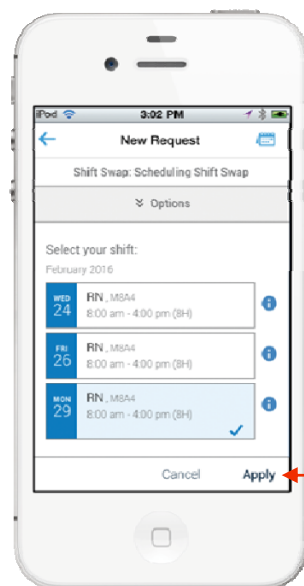 iPod 3:02 PM
New Request
Shift Swap: Scheduling Shift Swap
Options
Select your shift:
February 2016
WED
24
RN , M8A4
8:00 am - 4:00 pm (8H)
FRI
26
RN , M8A4
8:00 am - 4:00 pm (8H)
MON
29
RN , M8A4
8:00 am - 4:00 pm (8H)
Cancel Apply